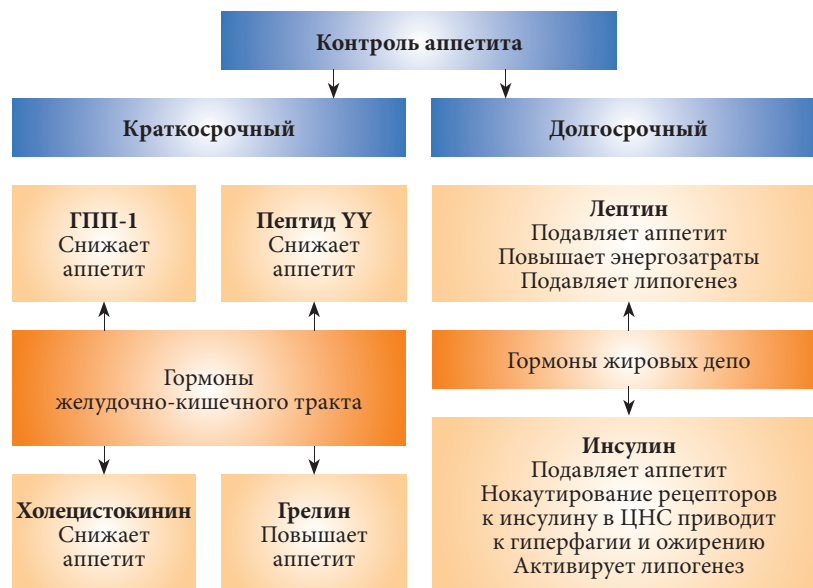 Контроль аппетита
Краткосрочный
Долгосрочный
ГПП-1
Снижает
аппетит
Пептид YY
Снижает
аппетит
Лептин
Подавляет аппетит
Повышает энергозатраты
Подавляет липогенез
Гормоны
желудочно-кишечного тракта
Гормоны жировых депо
Холецистокинин
Снижает
аппетит
Грелин
Повышает
аппетит
Инсулин
Подавляет аппетит
Нокаутирование рецепторов
к инсулину в ЦНС приводит
к гиперфагии и ожирению
Активирует липогенез